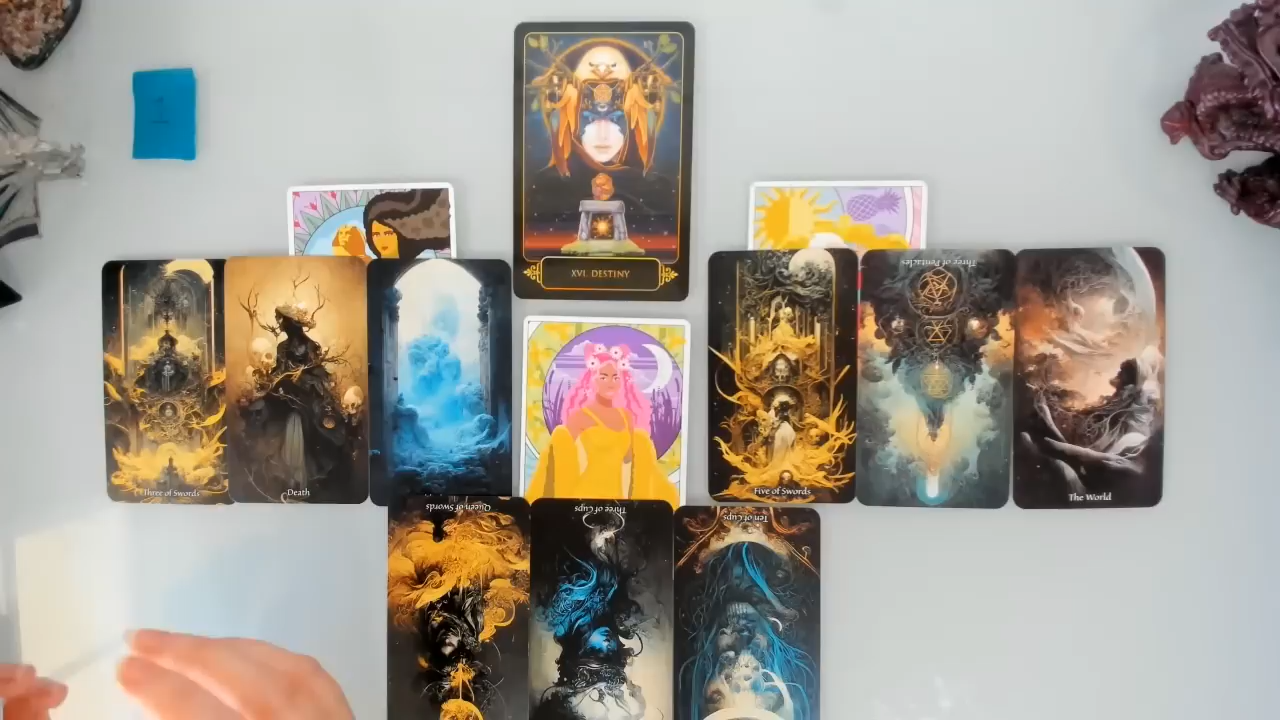 1
XVI. DESTINY
Three of Pentacles
Three of Swords
Death
Five of Swords
The World
Queen of Swords
Three of Cups
Ten of Cups